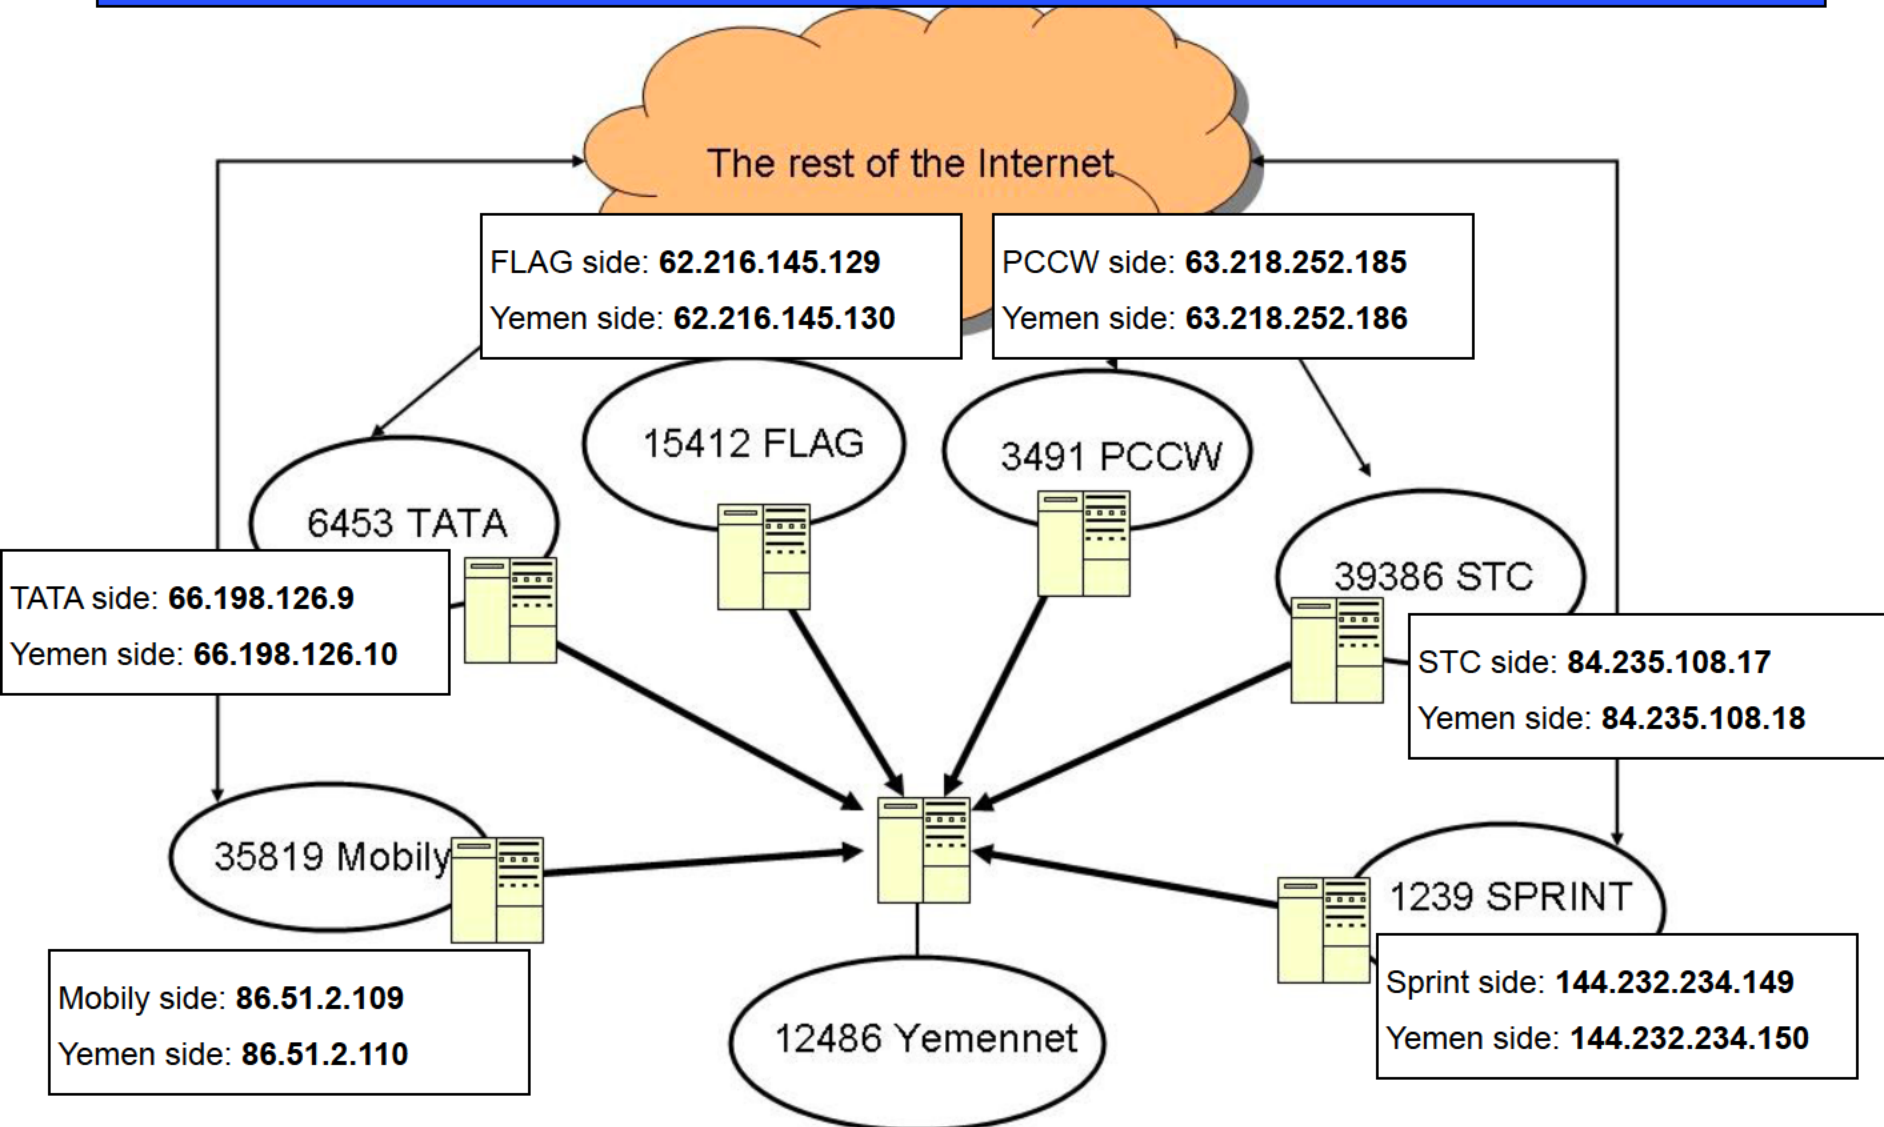 The rest of the Internet
FLAG side: 62.216.145.129
Yemen side: 62.216.145.130
PCCW side: 63.218.252.185
Yemen side: 63.218.252.186
15412 FLAG
3491 PCCW
6453 TATA
39386 STC
TATA side: 66.198.126.9
Yemen side: 66.198.126.10
STC side: 84.235.108.17
Yemen side: 84.235.108.18
35819 Mobily
1239 SPRINT
Mobily side: 86.51.2.109
Yemen side: 86.51.2.110
12486 Yemennet
Sprint side: 144.232.234.149
Yemen side: 144.232.234.150